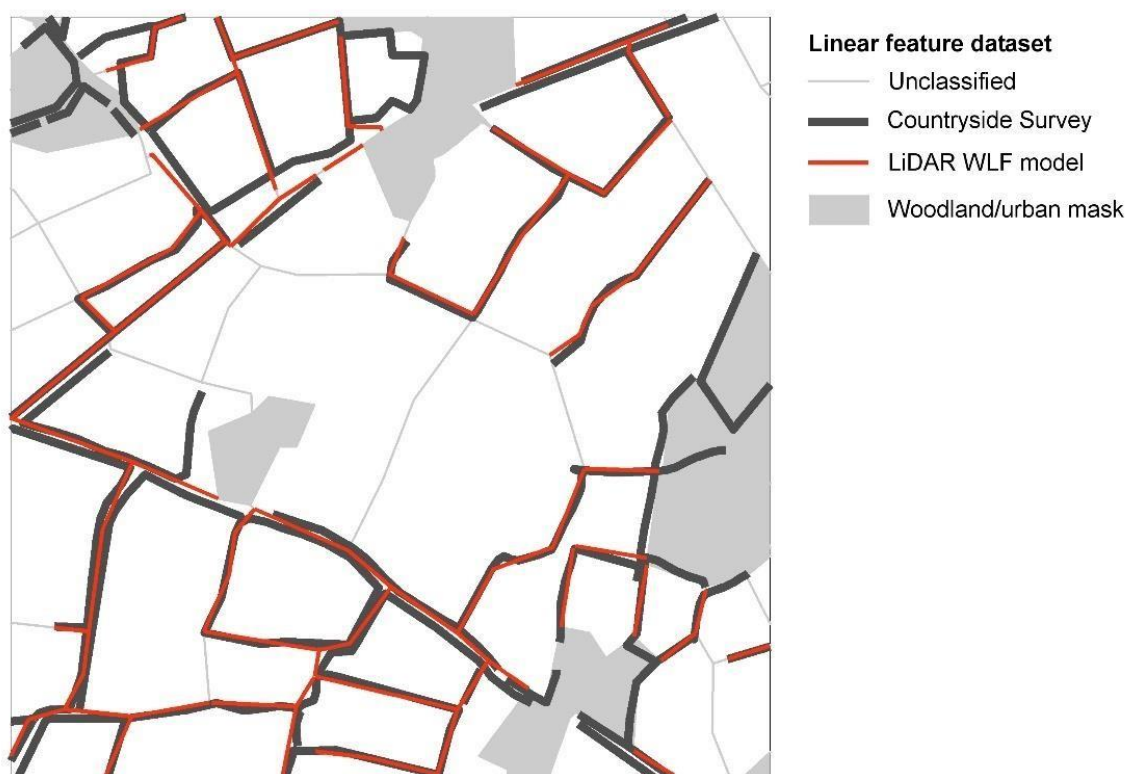 Linear feature dataset
Unclassified
Countryside Survey
LiDAR WLF model
Woodland/urban mask